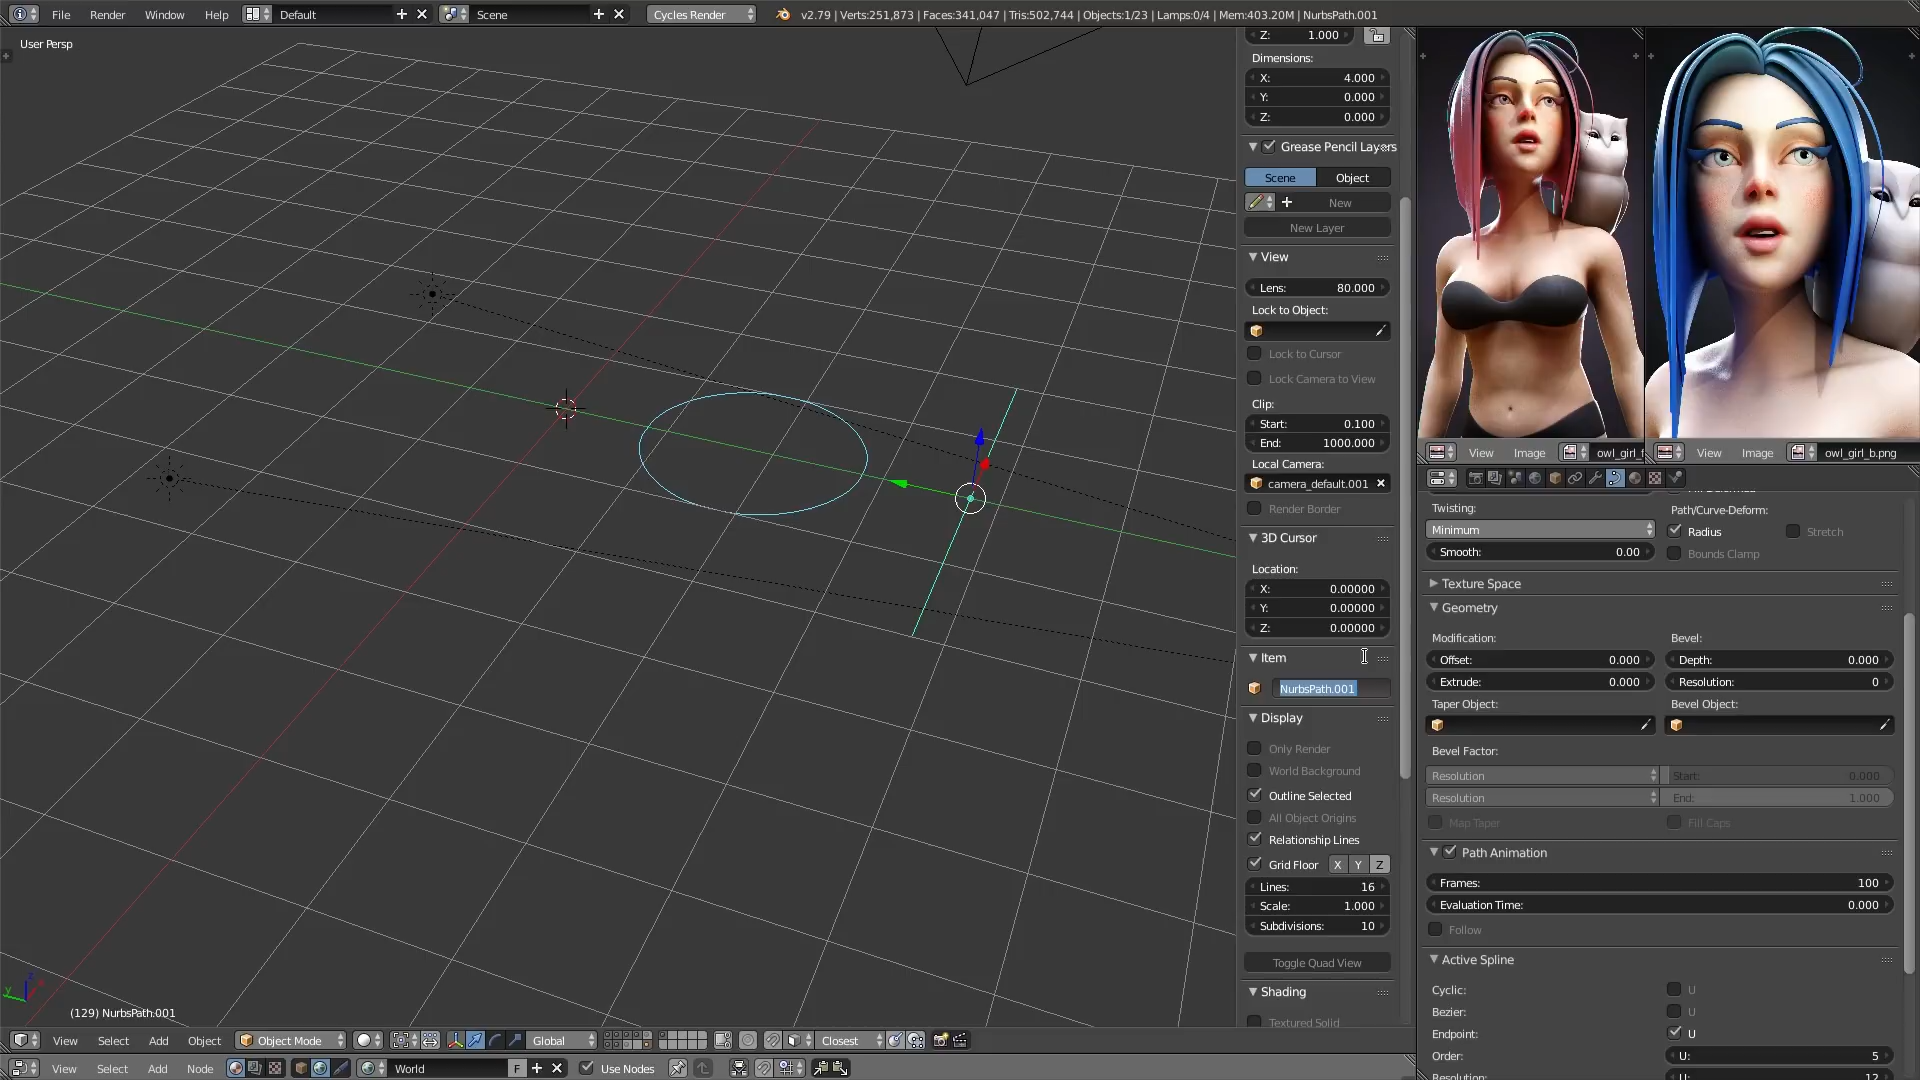 File Render Window Help Default Scene Cycles Render v2.79 | Verts:251,873 | Faces:341,047 | Tris:502,744 | Objects:1/23 | Lamps:0/4 | Mem:403.20M | NurbsPath.001
User Persp
(129) NurbsPath.001
Z: 1.000
Dimensions:
X: 4.000
Y: 0.000
Z: 0.000
Grease Pencil Layers
Scene Object
New
New Layer
View
Lens: 80.000
Lock to Object:
Lock to Cursor
Lock Camera to View
Clip:
Start: 0.100
End: 1000.000
Local Camera:
camera_default.001
Render Border
3D Cursor
Location:
X: 0.00000
Y: 0.00000
Z: 0.00000
Item
NurbsPath.001
Display
Only Render
World Background
Outline Selected
All Object Origins
Relationship Lines
Grid Floor X Y Z
Lines: 16
Scale: 1.000
Subdivisions: 10
Toggle Quad View
Shading
Textured Solid
View Image owl_girl_f
View Image owl_girl_b.png
Twisting:
Minimum
Smooth: 0.00
Path/Curve-Deform:
Radius Stretch
Bounds Clamp
Texture Space
Geometry
Modification: Bevel:
Offset: 0.000 Depth: 0.000
Extrude: 0.000 Resolution: 0
Taper Object: Bevel Object:
Bevel Factor:
Resolution Start: 0.000
Resolution End: 1.000
Map Taper Fill Caps
Path Animation
Frames: 100
Evaluation Time: 0.000
Follow
Active Spline
Cyclic: U
Bezier: U
Endpoint: U
Order: U: 5
Resolution: U: 12
View Select Add Object Object Mode Global Closest
View Select Add Node World F Use Nodes